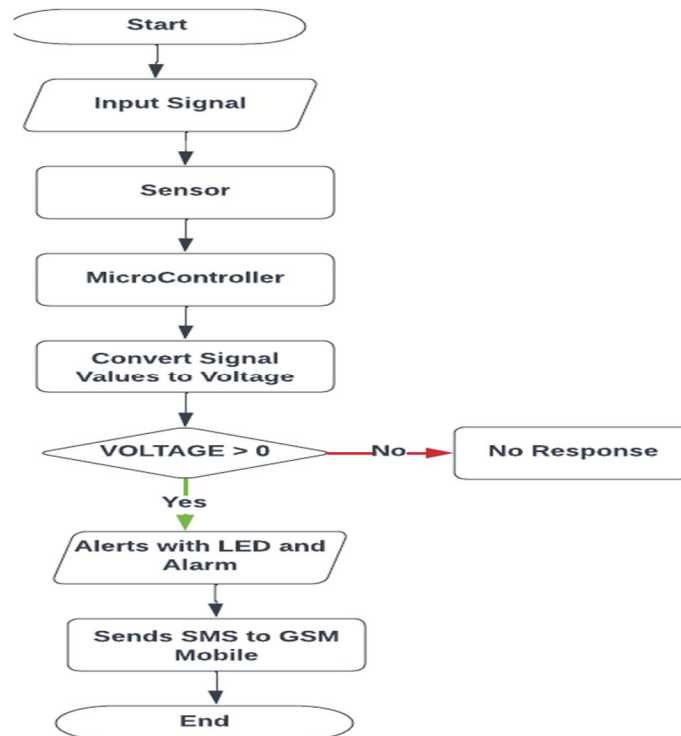 Start
Input Signal
Sensor
MicroController
Convert Signal
Values to Voltage
VOLTAGE > 0
No
No Response
Yes
Alerts with LED and
Alarm
Sends SMS to GSM
Mobile
End